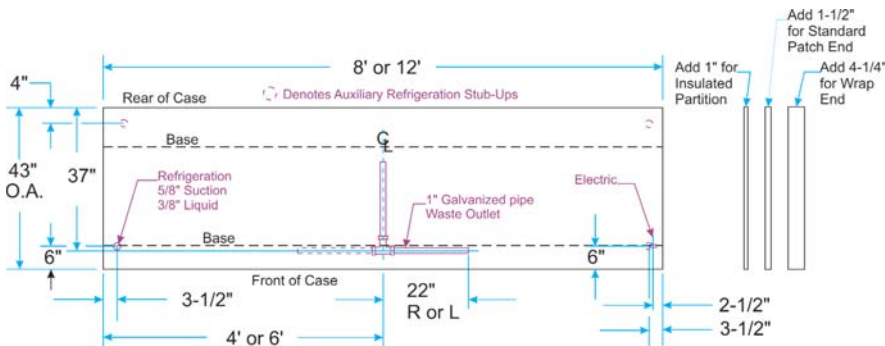 Add 1-1/2"
for Standard
Patch End
8' or 12'
Add 1" for
Insulated
Partition
Add 4-1/4"
for Wrap
End
4"
Rear of Case
Denotes Auxiliary Refrigeration Stub-Ups
Base
CL
43"
O.A.
37"
Refrigeration
5/8" Suction
3/8" Liquid
Electric
1" Galvanized pipe
Waste Outlet
Base
6"
6"
Front of Case
3-1/2"
22"
R or L
2-1/2"
3-1/2"
4' or 6'